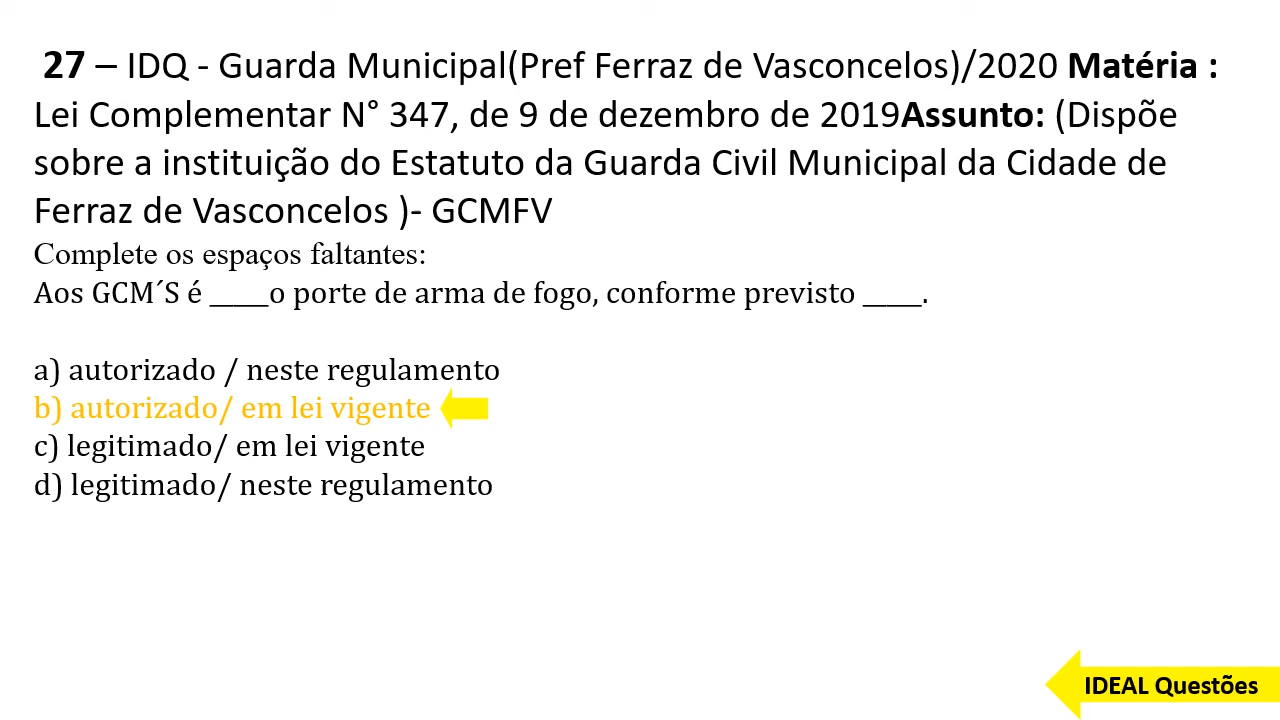 27 – IDQ - Guarda Municipal(Pref Ferraz de Vasconcelos)/2020 Matéria :
Lei Complementar N° 347, de 9 de dezembro de 2019Assunto: (Dispõe
sobre a instituição do Estatuto da Guarda Civil Municipal da Cidade de
Ferraz de Vasconcelos )- GCMFV
Complete os espaços faltantes:
Aos GCM´S é _____o porte de arma de fogo, conforme previsto _____.
a) autorizado / neste regulamento
b) autorizado/ em lei vigente
c) legitimado/ em lei vigente
d) legitimado/ neste regulamento
IDEAL Questões